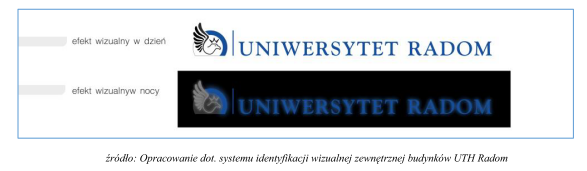 efekt wizualny w dzień
UNIWERSYTET RADOM
efekt wizualnyw nocy
UNIWERSYTET RADOM
źródło: Opracowanie dot. systemu identyfikacji wizualnej zewnętrznej budynków UTH Radom